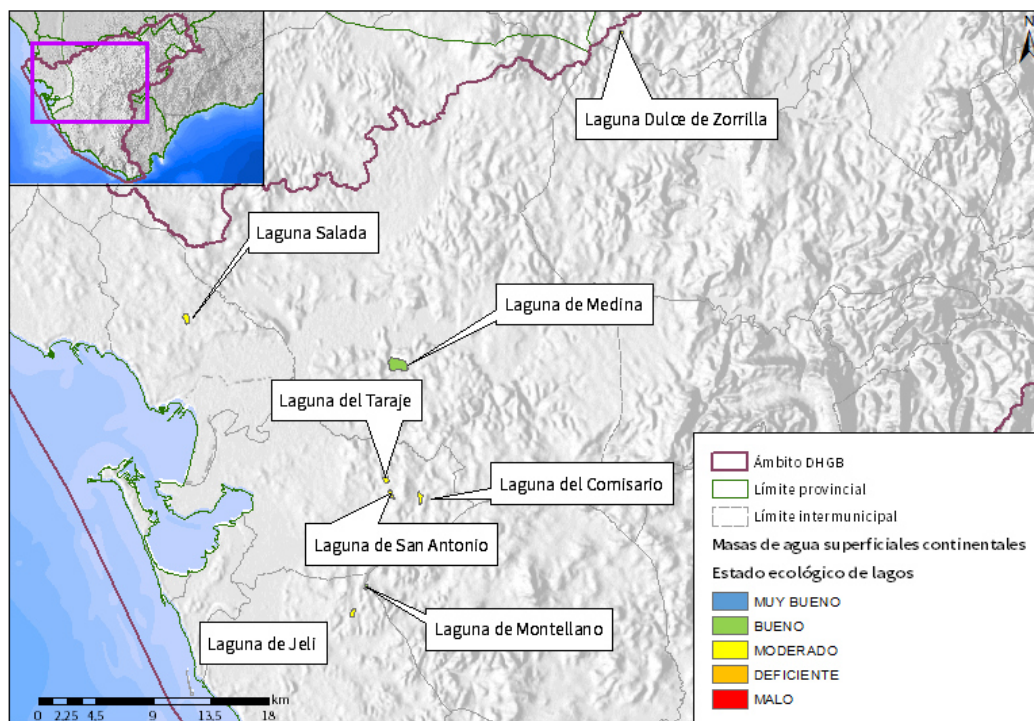 N
Laguna Dulce de Zorrilla
Laguna Salada
Laguna de Medina
Laguna del Taraje
Laguna del Comisario
Laguna de San Antonio
Laguna de Jeli
Laguna de Montellano
km
0 2.25 4.5 9 13.5 18
Ámbito DHGB
Límite provincial
Límite intermunicipal
Masas de agua superficiales continentales
Estado ecológico de lagos
MUY BUENO
BUENO
MODERADO
DEFICIENTE
MALO